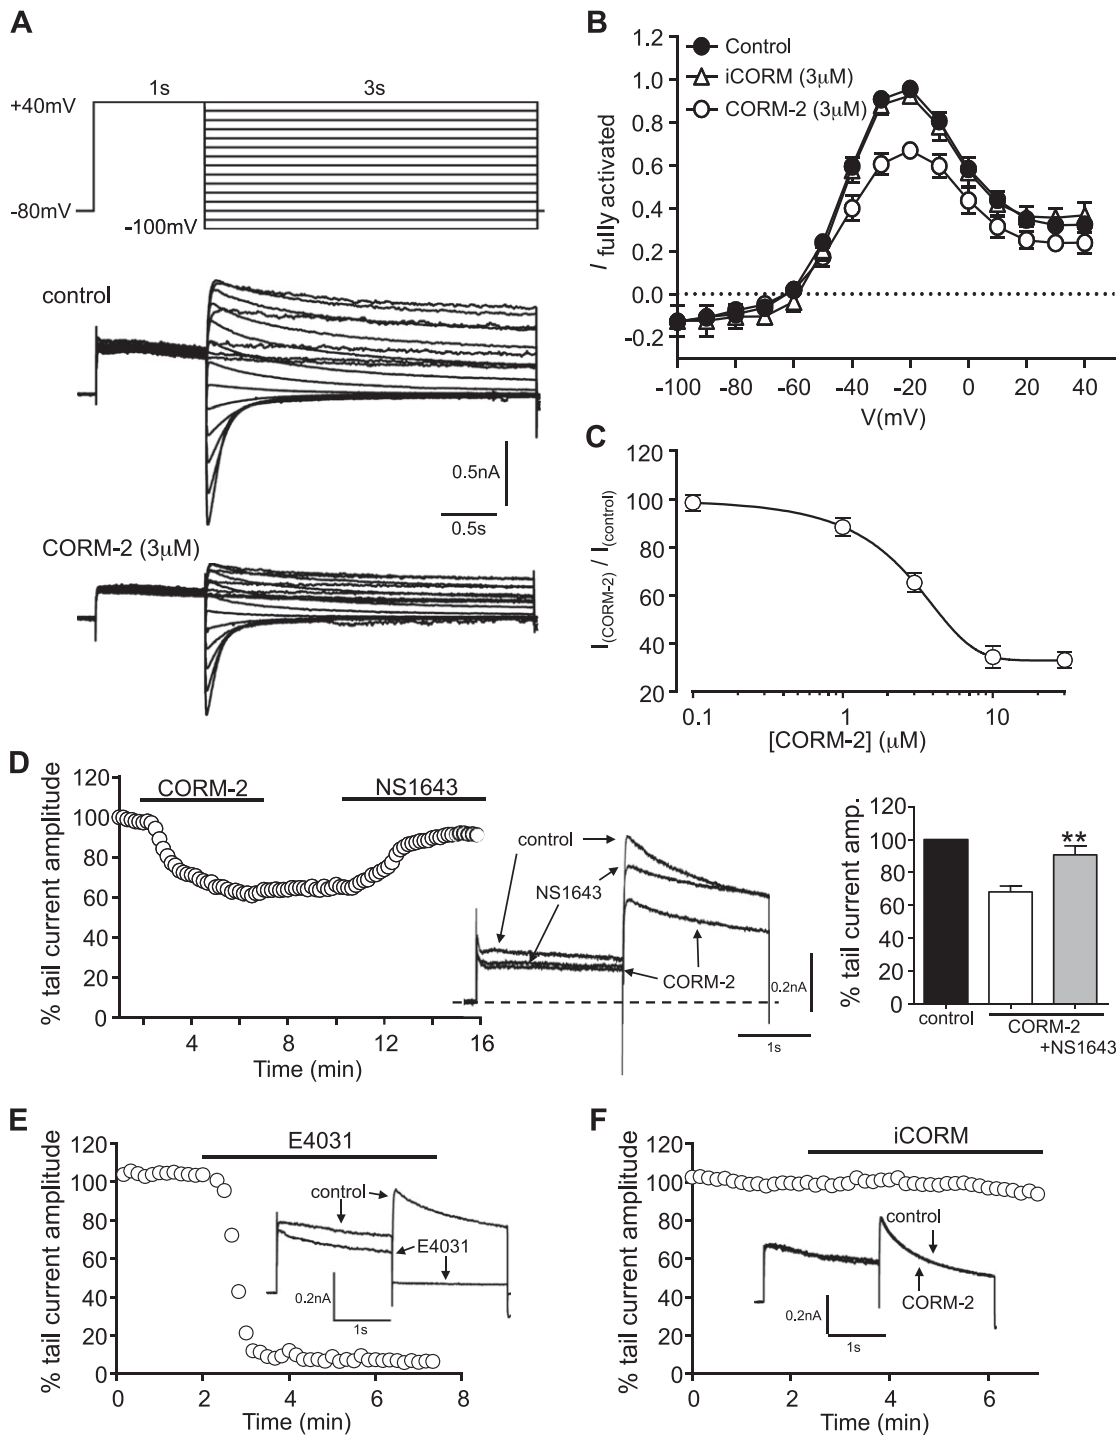 A
1s
3s
+40mV
-80mV
-100mV
control
0.5nA
0.5s
CORM-2 (3μM)
B
1.2
1.0
0.8
0.6
0.4
0.2
0.0
-0.2
I fully activated
Control
iCORM (3μM)
CORM-2 (3μM)
-100
-80
-60
-40
-20
0
20
40
V(mV)
C
120
100
80
60
40
20
I(CORM-2) / I(control)
0.1
1
10
[CORM-2] (μM)
D
120
100
80
60
40
20
0
% tail current amplitude
CORM-2
NS1643
4
8
12
16
Time (min)
control
NS1643
CORM-2
0.2nA
1s
% tail current amp.
120
100
80
60
40
20
0
**
control
CORM-2
+NS1643
E
120
100
80
60
40
20
0
% tail current amplitude
E4031
control
E4031
0.2nA
1s
0
2
4
6
8
Time (min)
F
120
100
80
60
40
20
0
% tail current amplitude
iCORM
control
CORM-2
0.2nA
1s
0
2
4
6
Time (min)